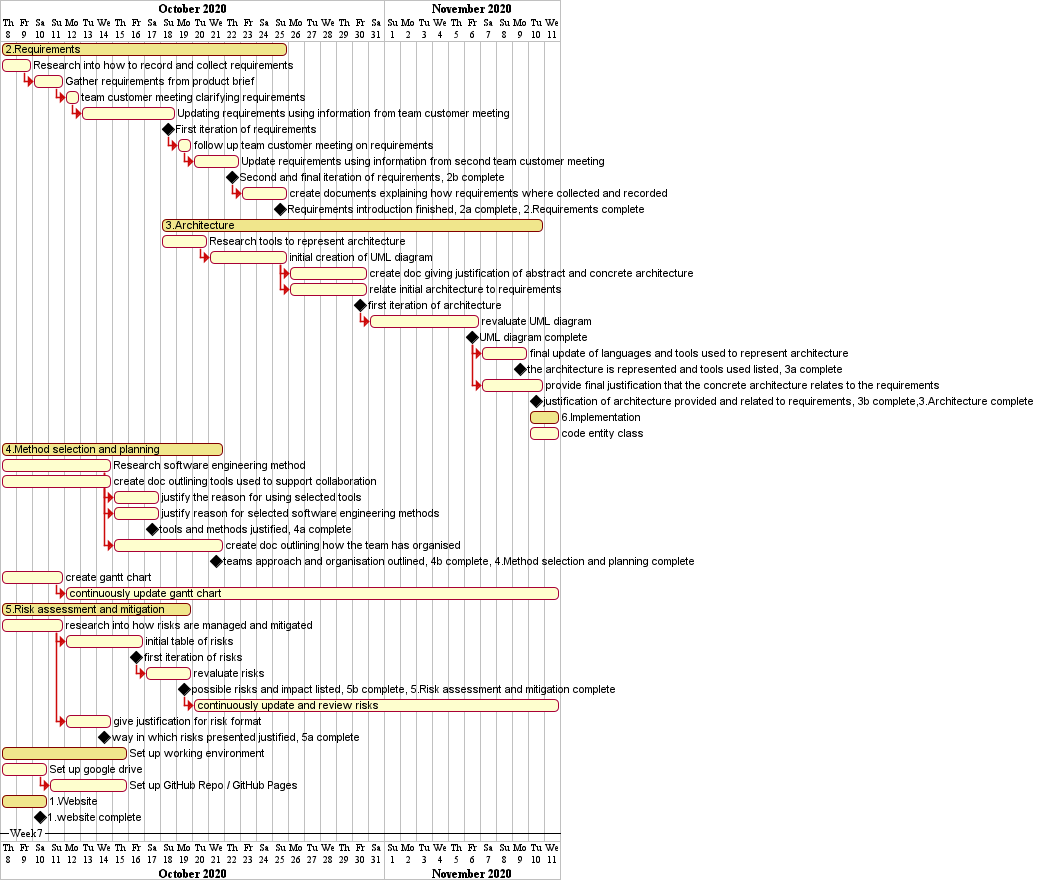 October 2020 November 2020
Th Fr Sa Su Mo Tu We Th Fr Sa Su Mo Tu We Th Fr Sa Su Mo Tu We Th Fr Sa Su Mo Tu We Th Fr Sa Su Mo Tu We
8 9 10 11 12 13 14 15 16 17 18 19 20 21 22 23 24 25 26 27 28 29 30 31 1 2 3 4 5 6 7 8 9 10 11
2.Requirements
Research into how to record and collect requirements
Gather requirements from product brief
team customer meeting clarifying requirements
Updating requirements using information from team customer meeting
First iteration of requirements
follow up team customer meeting on requirements
Update requirements using information from second team customer meeting
Second and final iteration of requirements, 2b complete
create documents explaining how requirements where collected and recorded
Requirements introduction finished, 2a complete, 2.Requirements complete
3.Architecture
Research tools to represent architecture
initial creation of UML diagram
create doc giving justification of abstract and concrete architecture
relate initial architecture to requirements
first iteration of architecture
revaluate UML diagram
UML diagram complete
final update of languages and tools used to represent architecture
the architecture is represented and tools used listed, 3a complete
provide final justification that the concrete architecture relates to the requirements
justification of architecture provided and related to requirements, 3b complete,3.Architecture complete
6.Implementation
code entity class
4.Method selection and planning
Research software engineering method
create doc outlining tools used to support collaboration
justify the reason for using selected tools
justify reason for selected software engineering methods
tools and methods justified, 4a complete
create doc outlining how the team has organised
teams approach and organisation outlined, 4b complete, 4.Method selection and planning complete
create gantt chart
continuously update gantt chart
5.Risk assessment and mitigation
research into how risks are managed and mitigated
initial table of risks
first iteration of risks
revaluate risks
possible risks and impact listed, 5b complete, 5.Risk assessment and mitigation complete
continuously update and review risks
give justification for risk format
way in which risks presented justified, 5a complete
Set up working environment
Set up google drive
Set up GitHub Repo / GitHub Pages
1.Website
1.website complete
Week7
Th Fr Sa Su Mo Tu We Th Fr Sa Su Mo Tu We Th Fr Sa Su Mo Tu We Th Fr Sa Su Mo Tu We Th Fr Sa Su Mo Tu We
8 9 10 11 12 13 14 15 16 17 18 19 20 21 22 23 24 25 26 27 28 29 30 31 1 2 3 4 5 6 7 8 9 10 11
October 2020 November 2020